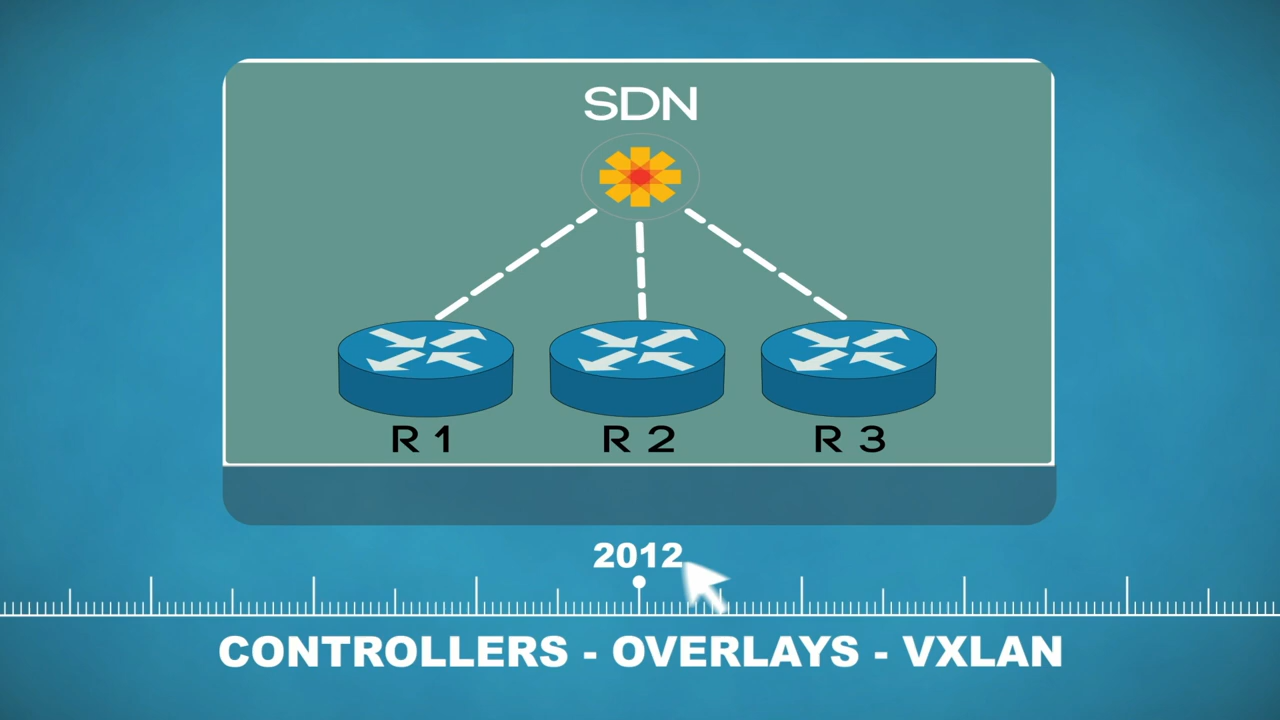 SDN
R 1 R 2 R 3
2012
CONTROLLERS - OVERLAYS - VXLAN